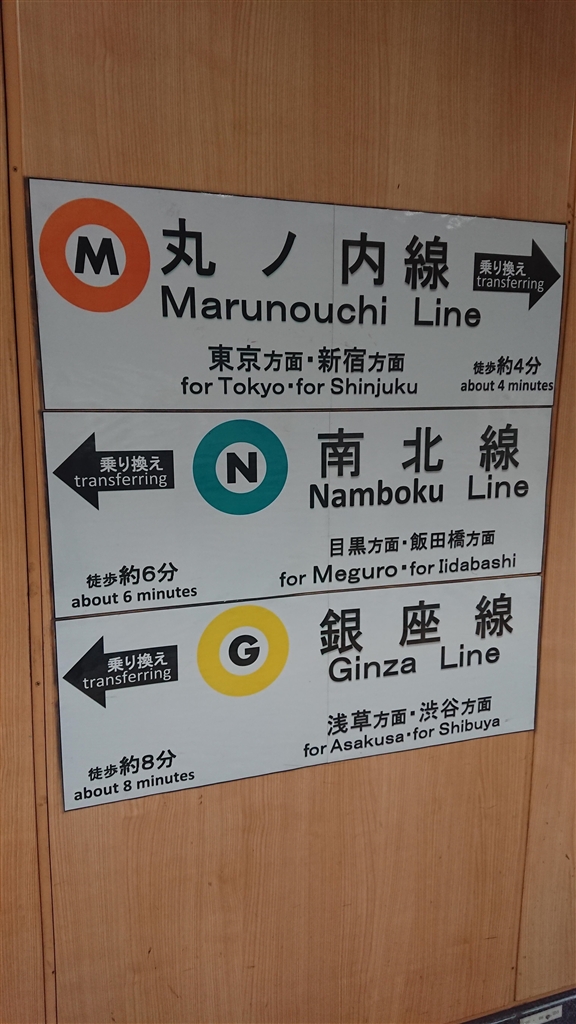 M 丸ノ内線
Marunouchi Line
乗り換え
transferring
東京方面・新宿方面
for Tokyo・for Shinjuku
徒歩約4分
about 4 minutes
乗り換え
transferring
N 南北線
Namboku Line
徒歩約6分
about 6 minutes
目黒方面・飯田橋方面
for Meguro・for Iidabashi
乗り換え
transferring
G 銀座線
Ginza Line
徒歩約8分
about 8 minutes
浅草方面・渋谷方面
for Asakusa・for Shibuya